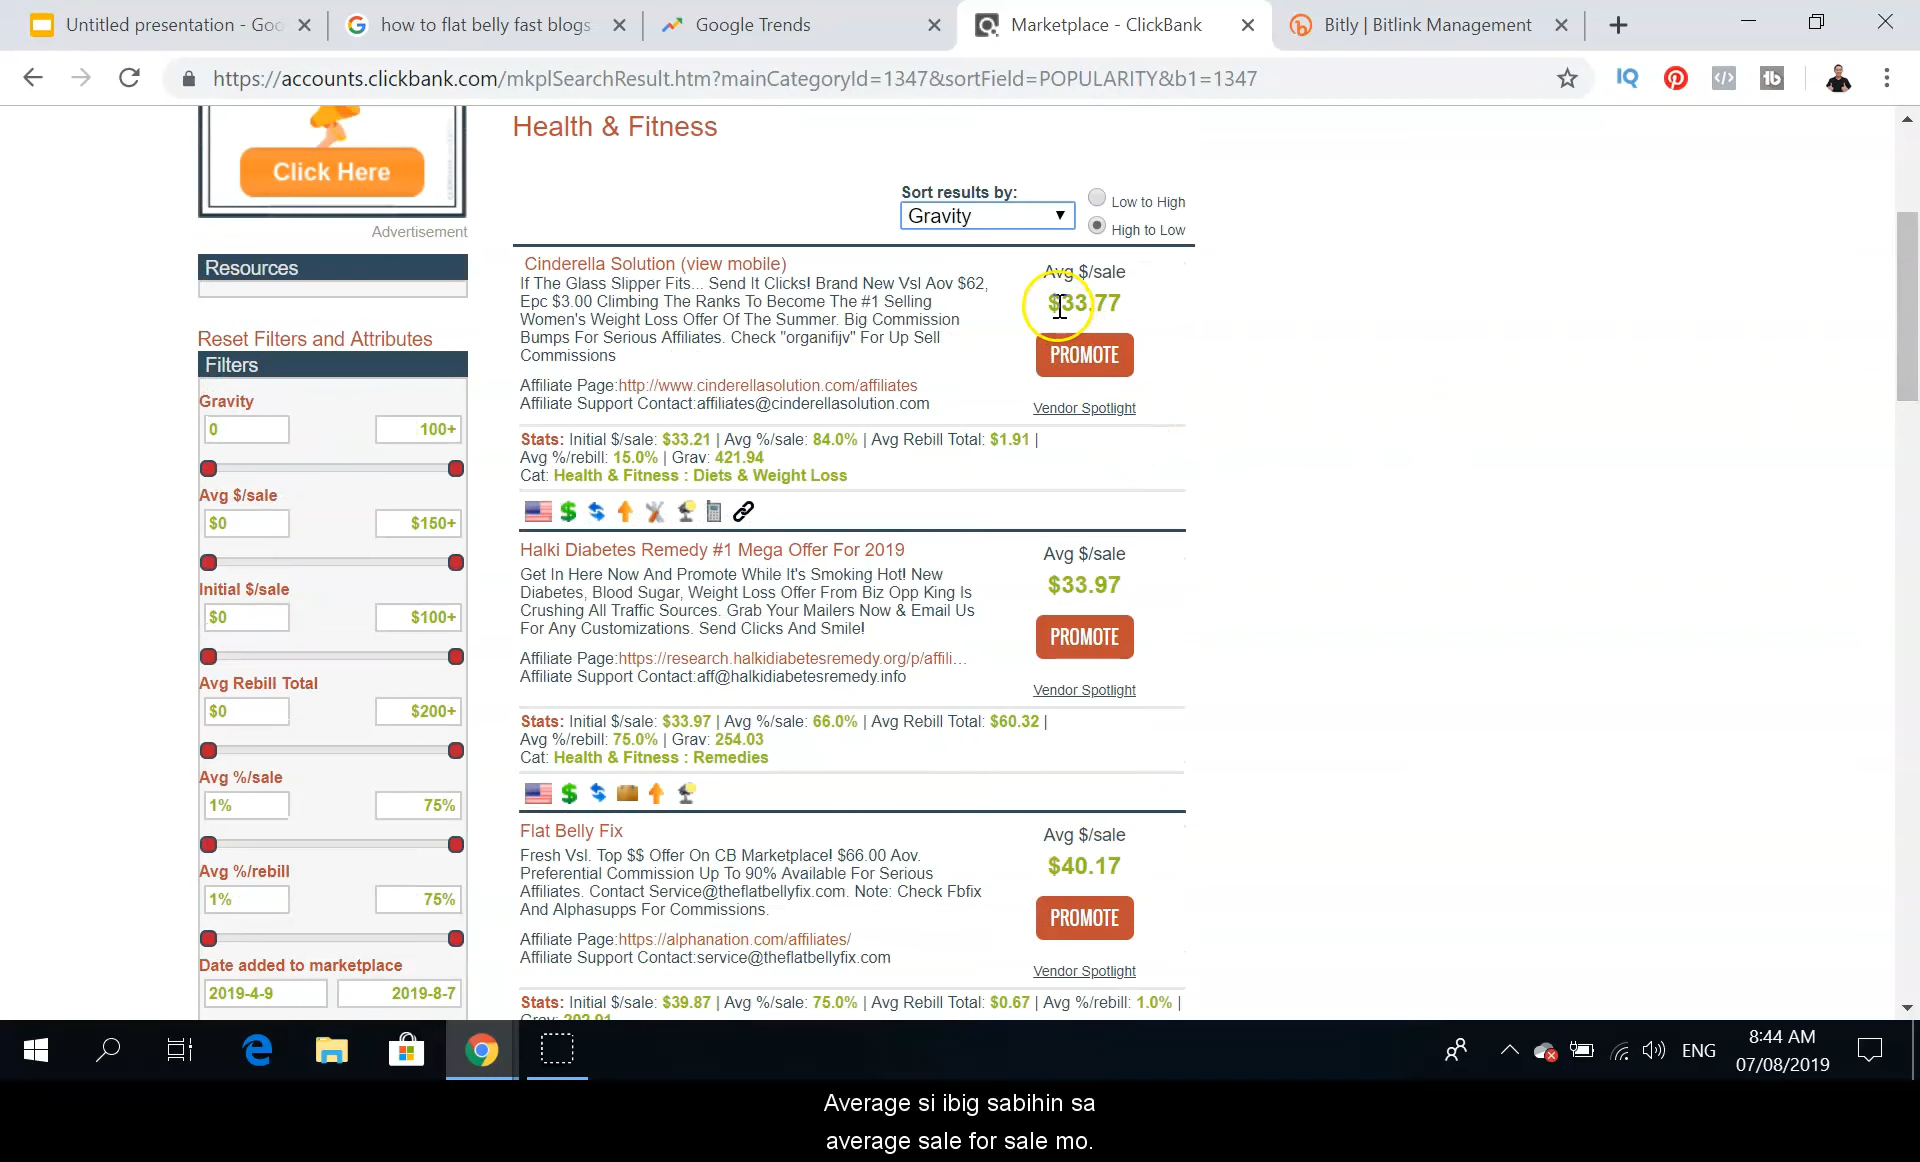 Untitled presentation - Goo
how to flat belly fast blogs
Google Trends
Marketplace - ClickBank
Bitly | Bitlink Management
https://accounts.clickbank.com/mkplSearchResult.htm?mainCategoryId=1347&sortField=POPULARITY&b1=1347
IQ
Click Here
Advertisement
Resources
Reset Filters and Attributes
Filters
Gravity
0 100+
Avg $/sale
$0 $150+
Initial $/sale
$0 $100+
Avg Rebill Total
$0 $200+
Avg %/sale
1% 75%
Avg %/rebill
1% 75%
Date added to marketplace
2019-4-9 2019-8-7
Health & Fitness
Sort results by:
Gravity
Low to High
High to Low
Cinderella Solution (view mobile)
If The Glass Slipper Fits... Send It Clicks! Brand New Vsl Aov $62,
Epc $3.00 Climbing The Ranks To Become The #1 Selling
Women's Weight Loss Offer Of The Summer. Big Commission
Bumps For Serious Affiliates. Check "organifijv" For Up Sell
Commissions
Affiliate Page:http://www.cinderellasolution.com/affiliates
Affiliate Support Contact:affiliates@cinderellasolution.com
Avg $/sale
$33.77
PROMOTE
Vendor Spotlight
Stats: Initial $/sale: $33.21 | Avg %/sale: 84.0% | Avg Rebill Total: $1.91 |
Avg %/rebill: 15.0% | Grav: 421.94
Cat: Health & Fitness : Diets & Weight Loss
Halki Diabetes Remedy #1 Mega Offer For 2019
Get In Here Now And Promote While It's Smoking Hot! New
Diabetes, Blood Sugar, Weight Loss Offer From Biz Opp King Is
Crushing All Traffic Sources. Grab Your Mailers Now & Email Us
For Any Customizations. Send Clicks And Smile!
Affiliate Page:https://research.halkidiabetesremedy.org/p/affili...
Affiliate Support Contact:aff@halkidiabetesremedy.info
Avg $/sale
$33.97
PROMOTE
Vendor Spotlight
Stats: Initial $/sale: $33.97 | Avg %/sale: 66.0% | Avg Rebill Total: $60.32 |
Avg %/rebill: 75.0% | Grav: 254.03
Cat: Health & Fitness : Remedies
Flat Belly Fix
Fresh Vsl. Top $$ Offer On CB Marketplace! $66.00 Aov.
Preferential Commission Up To 90% Available For Serious
Affiliates. Contact Service@theflatbellyfix.com. Note: Check Fbfix
And Alphasupps For Commissions.
Affiliate Page:https://alphanation.com/affiliates/
Affiliate Support Contact:service@theflatbellyfix.com
Avg $/sale
$40.17
PROMOTE
Vendor Spotlight
Stats: Initial $/sale: $39.87 | Avg %/sale: 75.0% | Avg Rebill Total: $0.67 | Avg %/rebill: 1.0% |
ENG
8:44 AM
07/08/2019
Average si ibig sabihin sa
average sale for sale mo.